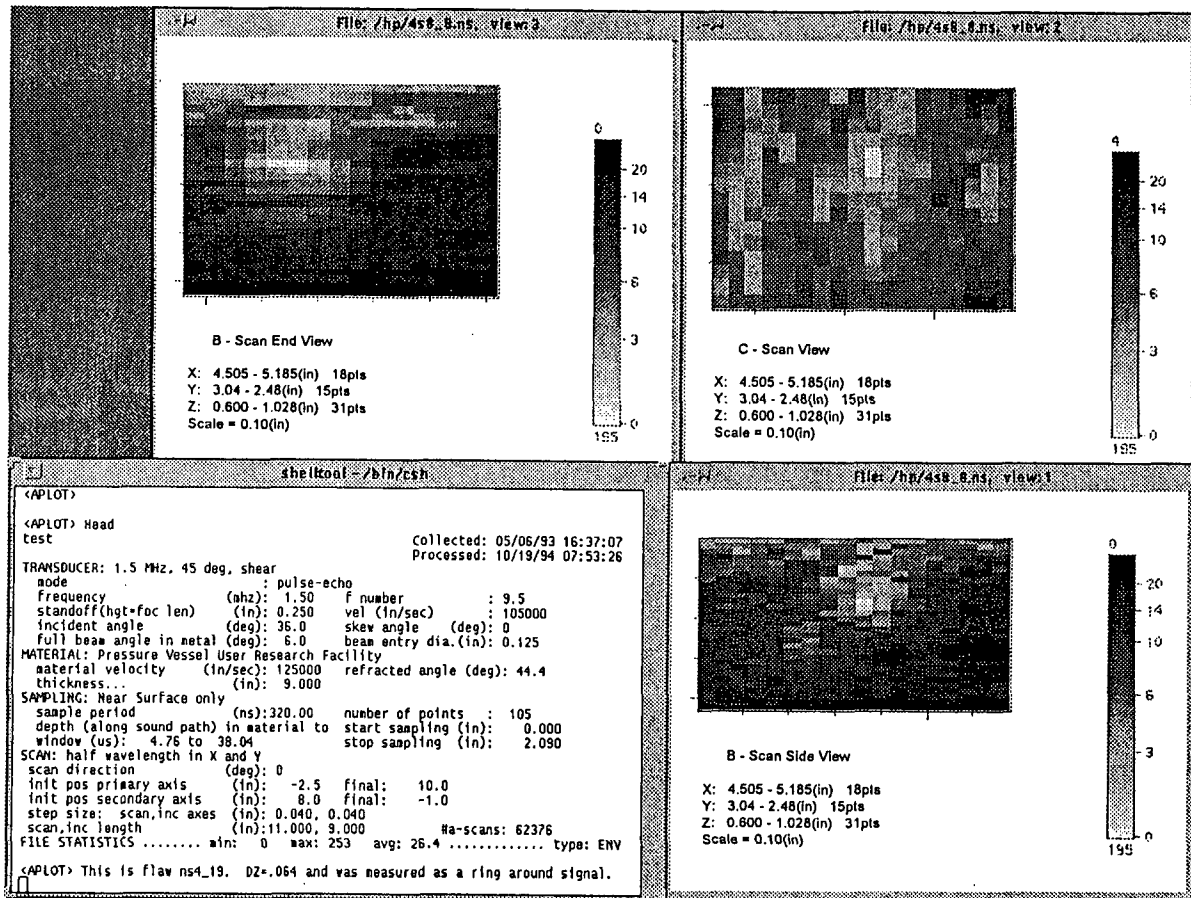 File: /hp/4s8_8.ns, view: 3
0
20
14
10
6
3
0
195
B - Scan End View
X: 4.505 - 5.185(in) 18pts
Y: 3.04 - 2.48(in) 15pts
Z: 0.600 - 1.028(in) 31pts
Scale = 0.10(in)
File: /hp/4s8_8.ns, view: 2
4
20
14
10
6
3
0
195
C - Scan View
X: 4.505 - 5.185(in) 18pts
Y: 3.04 - 2.48(in) 15pts
Z: 0.600 - 1.028(in) 31pts
Scale = 0.10(in)
shelltool - /bin/csh
<APLOT>
<APLOT> Head
test Collected: 05/06/93 16:37:07
Processed: 10/19/94 07:53:26
TRANSDUCER: 1.5 MHz, 45 deg, shear
mode : pulse-echo
frequency (mhz): 1.50 f number : 9.5
standoff(hgt+foc len) (in): 0.250 vel (in/sec) : 105000
incident angle (deg): 36.0 skew angle (deg): 0
full beam angle in metal (deg): 6.0 beam entry dia.(in): 0.125
MATERIAL: Pressure Vessel User Research Facility
material velocity (in/sec): 125000 refracted angle (deg): 44.4
thickness... (in): 9.000
SAMPLING: Near Surface only
sample period (ns):320.00 number of points : 105
depth (along sound path) in material to start sampling (in): 0.000
window (us): 4.76 to 38.04 stop sampling (in): 2.090
SCAN: half wavelength in X and Y
scan direction (deg): 0
init pos primary axis (in): -2.5 final: 10.0
init pos secondary axis (in): 8.0 final: -1.0
step size: scan,inc axes (in): 0.040, 0.040
scan,inc length (in):11.000, 9.000 #a-scans: 62376
FILE STATISTICS ........ min: 0 max: 253 avg: 26.4 ............. type: ENV
<APLOT> This is flaw ns4_19. DZ=.064 and was measured as a ring around signal.
File: /hp/4s8_8.ns, view: 1
0
20
14
10
6
3
0
195
B - Scan Side View
X: 4.505 - 5.185(in) 18pts
Y: 3.04 - 2.48(in) 15pts
Z: 0.600 - 1.028(in) 31pts
Scale = 0.10(in)